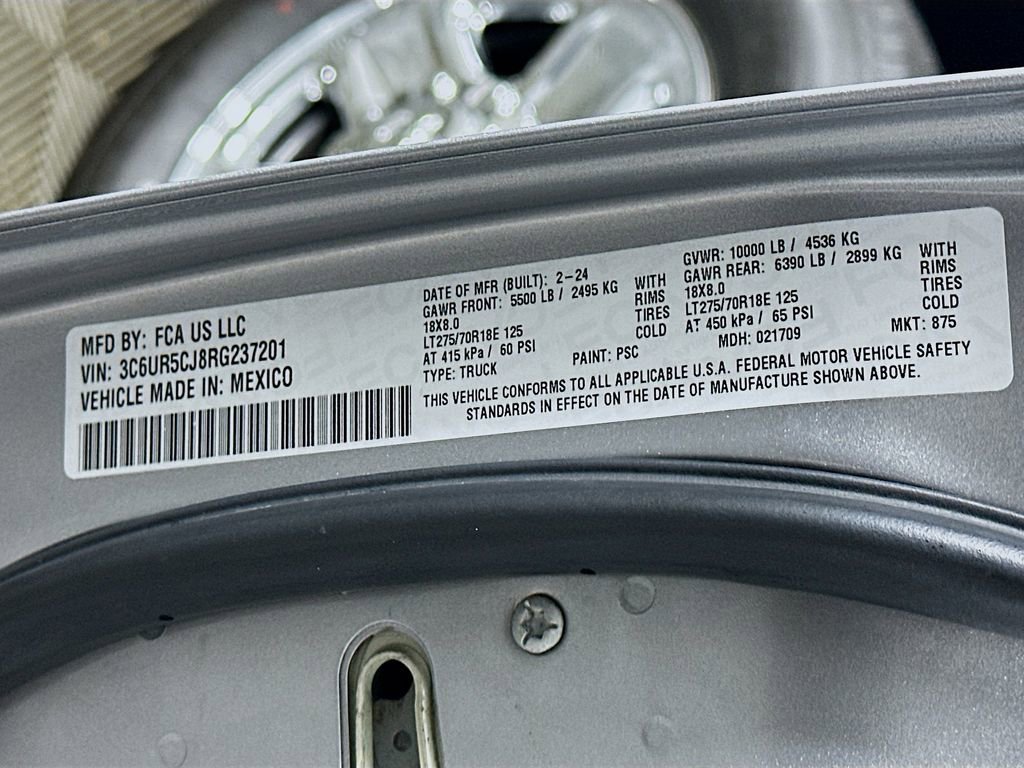 MFD BY: FCA US LLC
VIN: 3C6UR5CJ8RG237201
VEHICLE MADE IN: MEXICO
DATE OF MFR (BUILT): 2-24
GAWR FRONT: 5500 LB / 2495 KG WITH
18X8.0 RIMS
LT275/70R18E 125 TIRES
AT 415 kPa / 60 PSI COLD
TYPE: TRUCK PAINT: PSC
GVWR: 10000 LB / 4536 KG
GAWR REAR: 6390 LB / 2899 KG WITH
18X8.0 RIMS
LT275/70R18E 125 TIRES
AT 450 kPa / 65 PSI COLD
MDH: 021709 MKT: 875
THIS VEHICLE CONFORMS TO ALL APPLICABLE U.S.A. FEDERAL MOTOR VEHICLE SAFETY
STANDARDS IN EFFECT ON THE DATE OF MANUFACTURE SHOWN ABOVE.